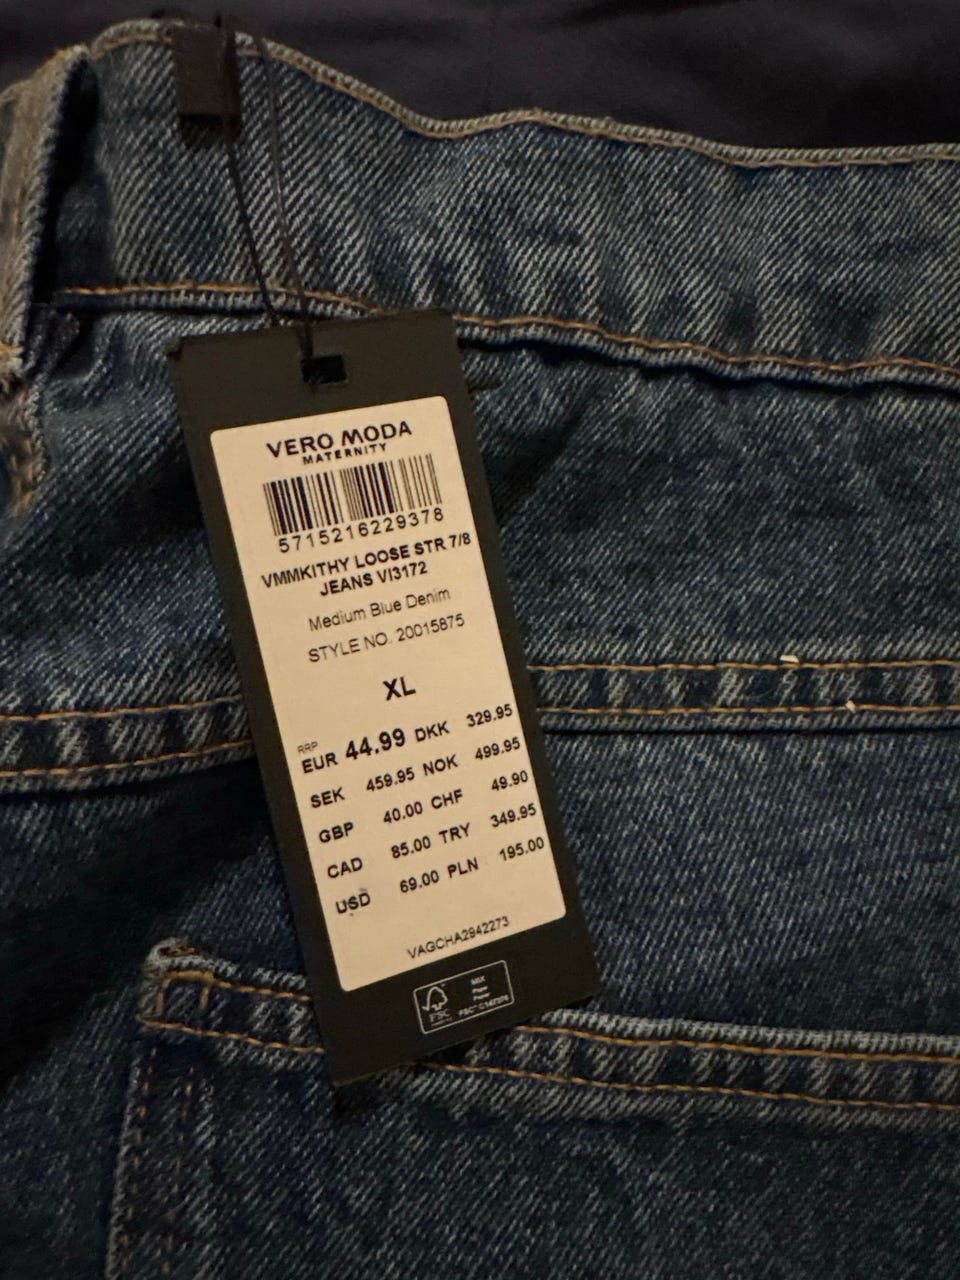 VERO MODA
MATERNITY
5715216229378
VMMKITHY LOOSE STR 7/8
JEANS VI3172
Medium Blue Denim
STYLE NO. 20015875
XL
RRP
EUR 44.99 DKK 329.95
SEK 459.95 NOK 499.95
GBP 40.00 CHF 49.90
CAD 85.00 TRY 349.95
USD 69.00 PLN 195.00
VAGCHA2942273
FSC
MIX
Paper